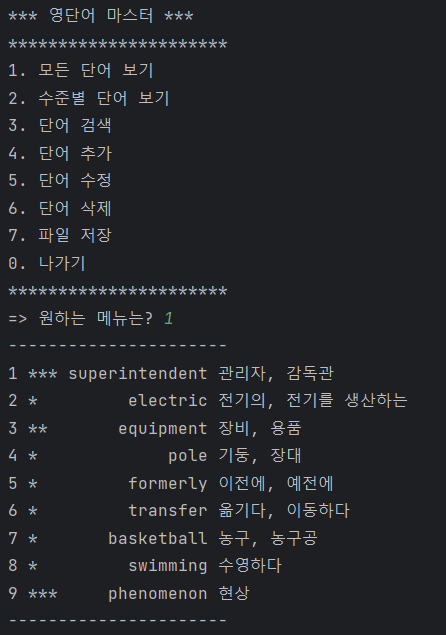 *** 영단어 마스터 ***
**********************
1. 모든 단어 보기
2. 수준별 단어 보기
3. 단어 검색
4. 단어 추가
5. 단어 수정
6. 단어 삭제
7. 파일 저장
0. 나가기
**********************
=> 원하는 메뉴는? 1
----------------------
1 *** superintendent 관리자, 감독관
2 *         electric 전기의, 전기를 생산하는
3 **       equipment 장비, 용품
4 *             pole 기둥, 장대
5 *         formerly 이전에, 예전에
6 *         transfer 옮기다, 이동하다
7 *       basketball 농구, 농구공
8 *         swimming 수영하다
9 ***     phenomenon 현상
----------------------